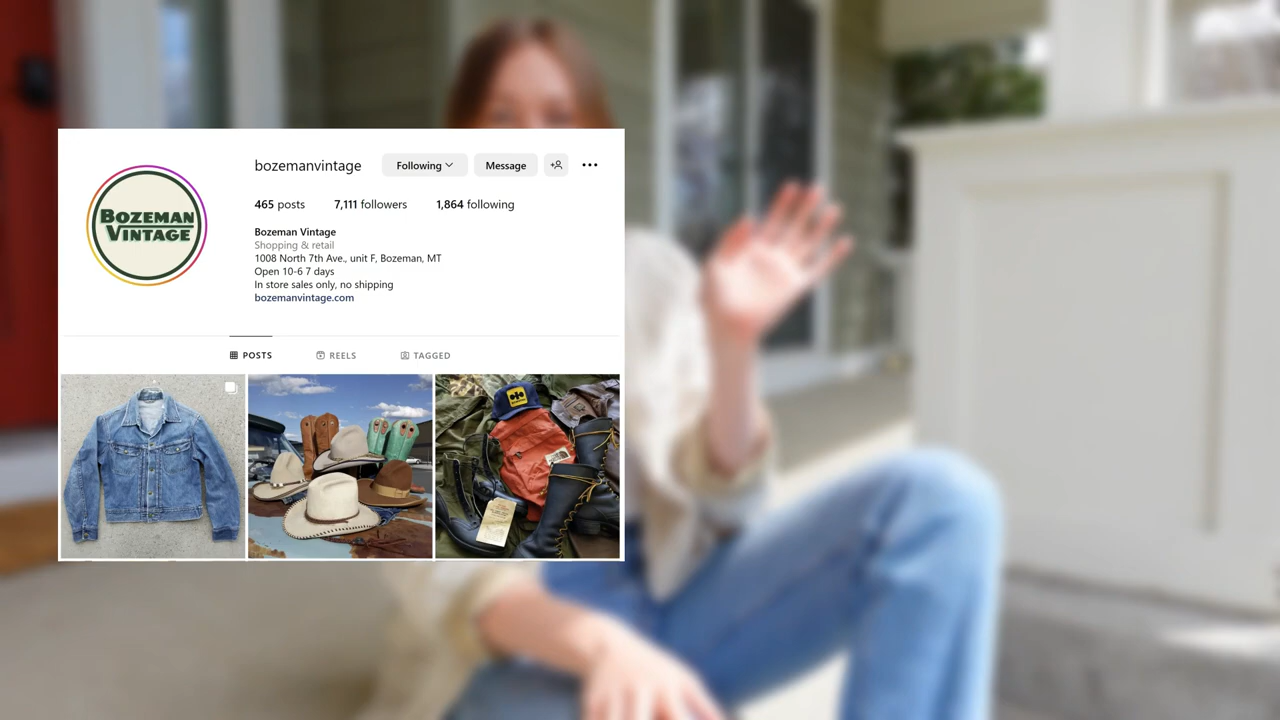 bozemanvintage
Following
Message
465 posts
7,111 followers
1,864 following
BOZEMAN
VINTAGE
Bozeman Vintage
Shopping & retail
1008 North 7th Ave., unit F, Bozeman, MT
Open 10-6 7 days
In store sales only, no shipping
bozemanvintage.com
POSTS
REELS
TAGGED